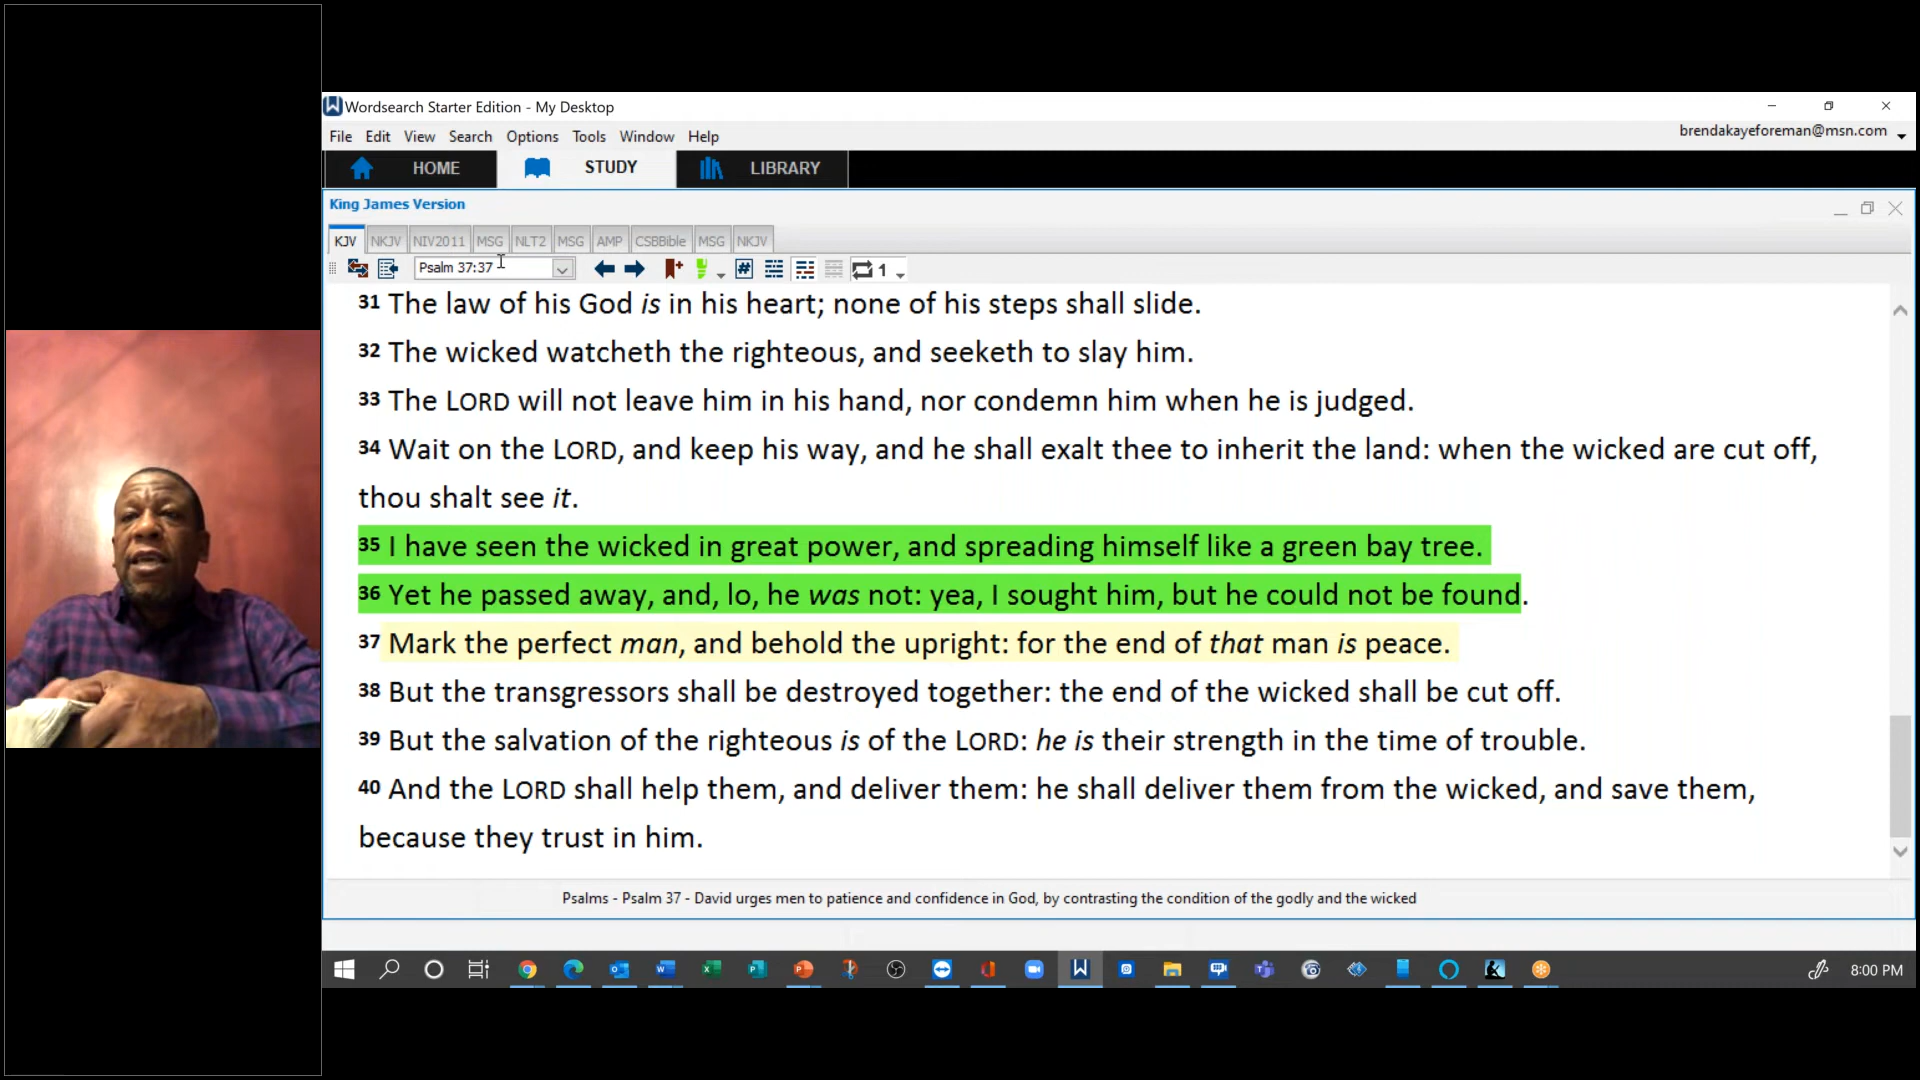 Wordsearch Starter Edition - My Desktop
File Edit View Search Options Tools Window Help
brendakayeforeman@msn.com
HOME STUDY LIBRARY
King James Version
KJV NKJV NIV2011 MSG NLT2 MSG AMP CSBBible MSG NKJV
Psalm 37:37
1
31 The law of his God is in his heart; none of his steps shall slide.
32 The wicked watcheth the righteous, and seeketh to slay him.
33 The LORD will not leave him in his hand, nor condemn him when he is judged.
34 Wait on the LORD, and keep his way, and he shall exalt thee to inherit the land: when the wicked are cut off,
thou shalt see it.
35 I have seen the wicked in great power, and spreading himself like a green bay tree.
36 Yet he passed away, and, lo, he was not: yea, I sought him, but he could not be found.
37 Mark the perfect man, and behold the upright: for the end of that man is peace.
38 But the transgressors shall be destroyed together: the end of the wicked shall be cut off.
39 But the salvation of the righteous is of the LORD: he is their strength in the time of trouble.
40 And the LORD shall help them, and deliver them: he shall deliver them from the wicked, and save them,
because they trust in him.
Psalms - Psalm 37 - David urges men to patience and confidence in God, by contrasting the condition of the godly and the wicked
8:00 PM